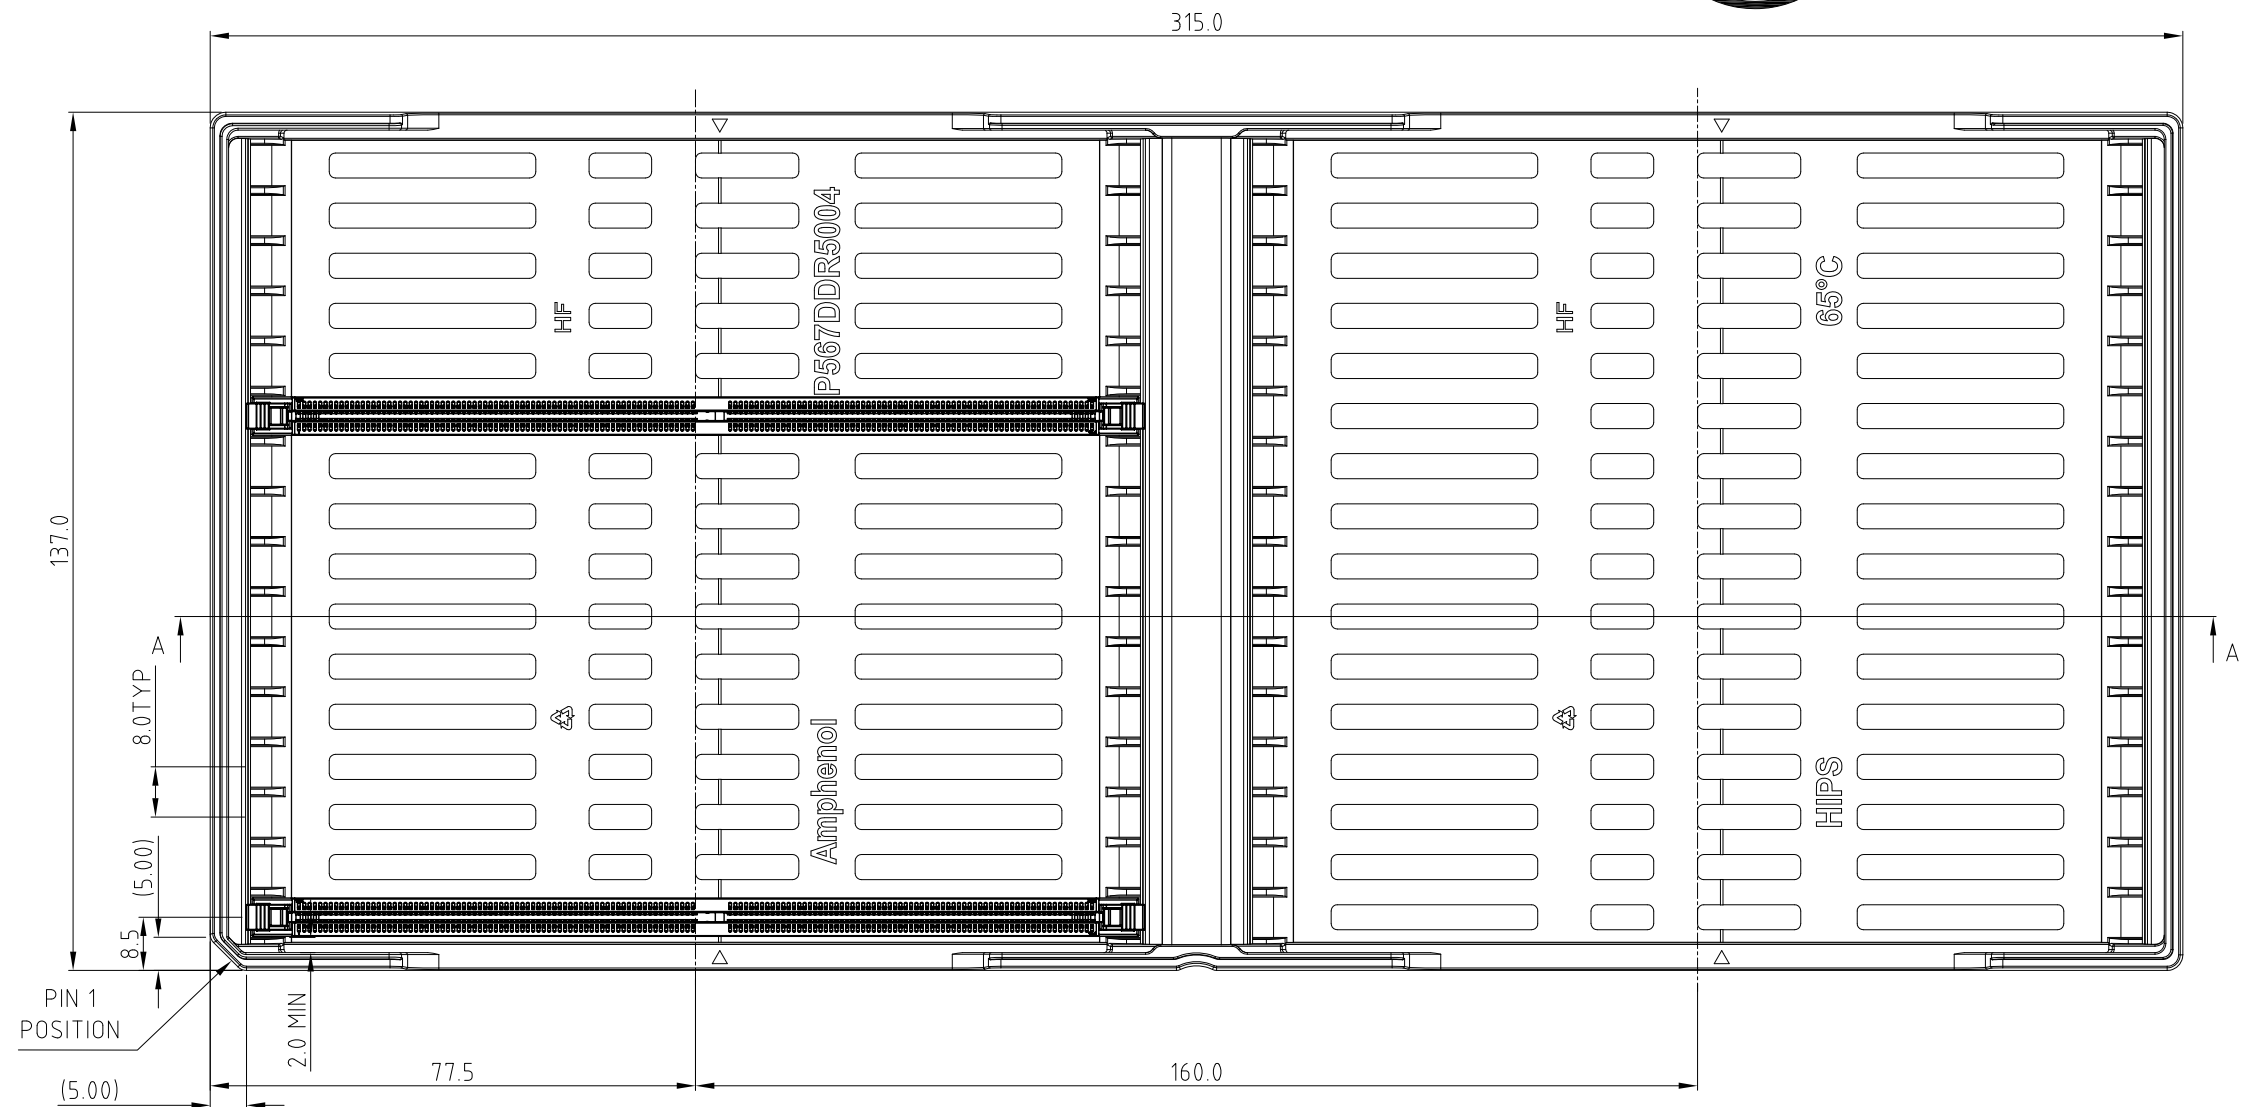 315.0
137.0
P567DDR5004
HF
HF
65°C
A
A
8.0TYP
(5.00)
8.5
Amphenol
HIPS
PIN 1
POSITION
2.0 MIN
77.5
160.0
(5.00)